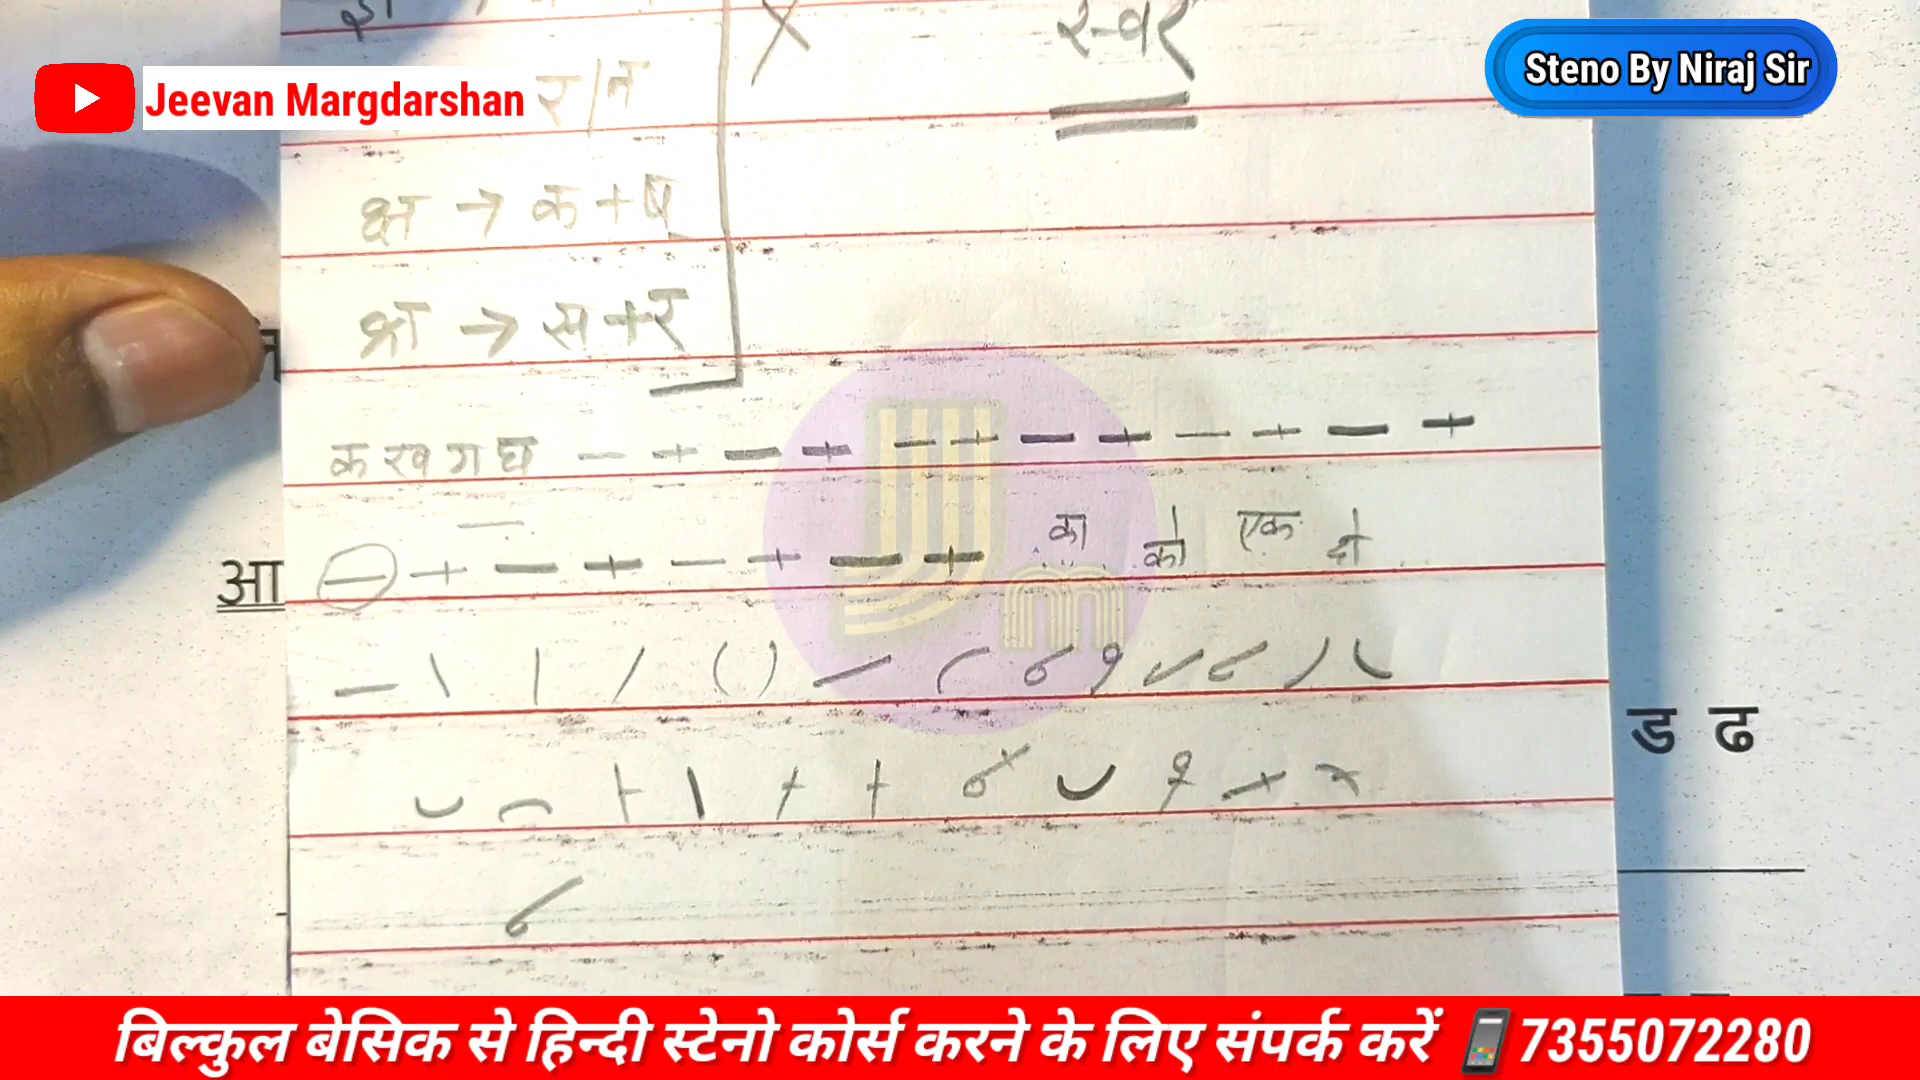 स्वर
Steno By Niraj Sir
Jeevan Margdarshan
र/न
क्ष → क+ष
श्र → स+र
क ख ग घ
का को एक दो
आ
ड ढ
बिल्कुल बेसिक से हिन्दी स्टेनो कोर्स करने के लिए संपर्क करें 7355072280